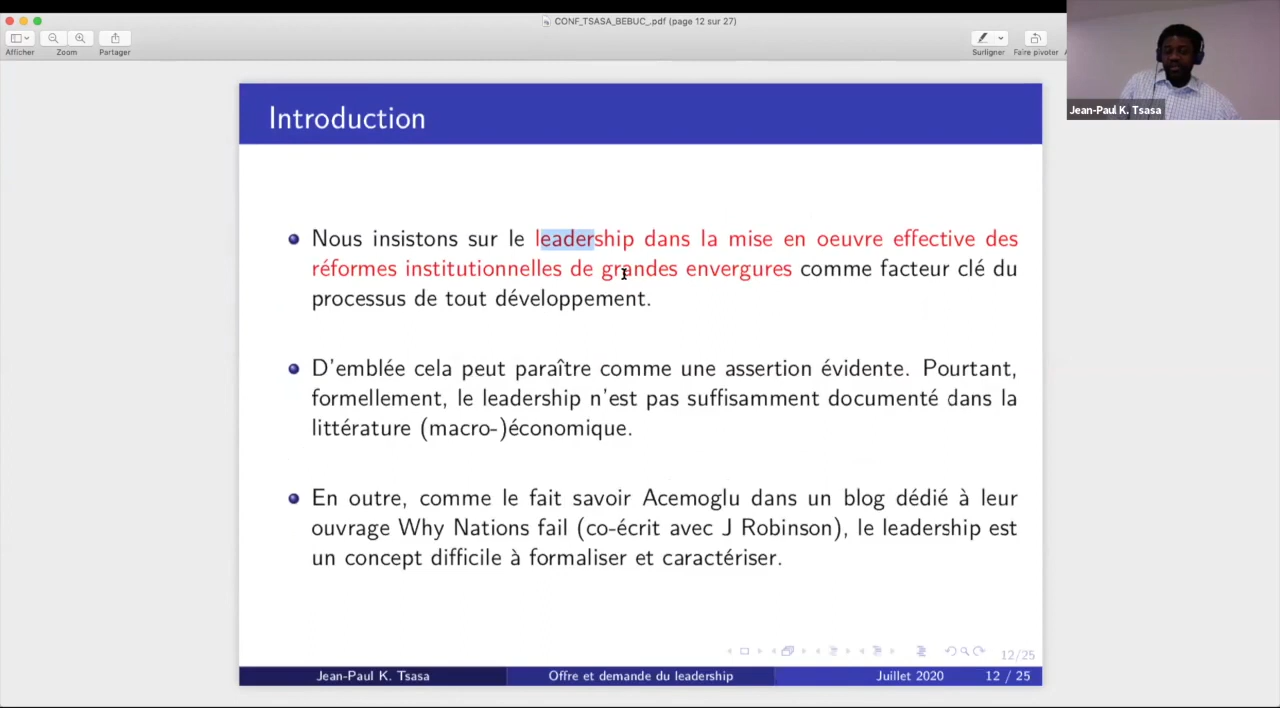 CONF_TSASA_BEBUC_.pdf (page 12 sur 27)
Afficher Zoom Partager Surligner Faire pivoter
Jean-Paul K. Tsasa
Introduction
Nous insistons sur le leadership dans la mise en oeuvre effective des
réformes institutionnelles de grandes envergures comme facteur clé du
processus de tout développement.
D'emblée cela peut paraître comme une assertion évidente. Pourtant,
formellement, le leadership n'est pas suffisamment documenté dans la
littérature (macro-)économique.
En outre, comme le fait savoir Acemoglu dans un blog dédié à leur
ouvrage Why Nations fail (co-écrit avec J Robinson), le leadership est
un concept difficile à formaliser et caractériser.
12/25
Jean-Paul K. Tsasa Offre et demande du leadership Juillet 2020 12 / 25